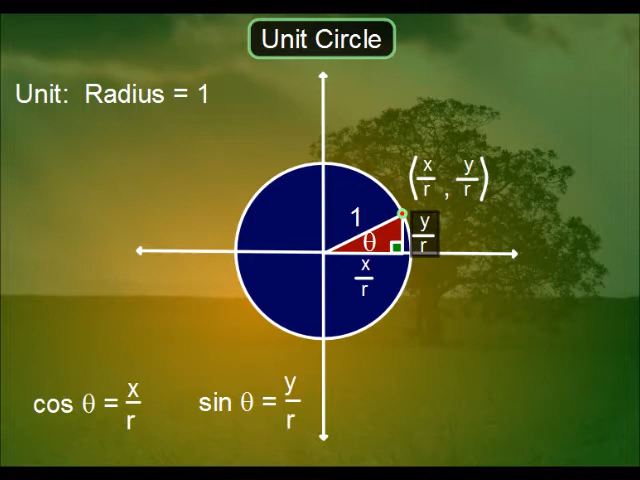 Unit Circle
Unit: Radius = 1
(x/r, y/r)
1
θ
y/r
x/r
cos θ = x/r
sin θ = y/r